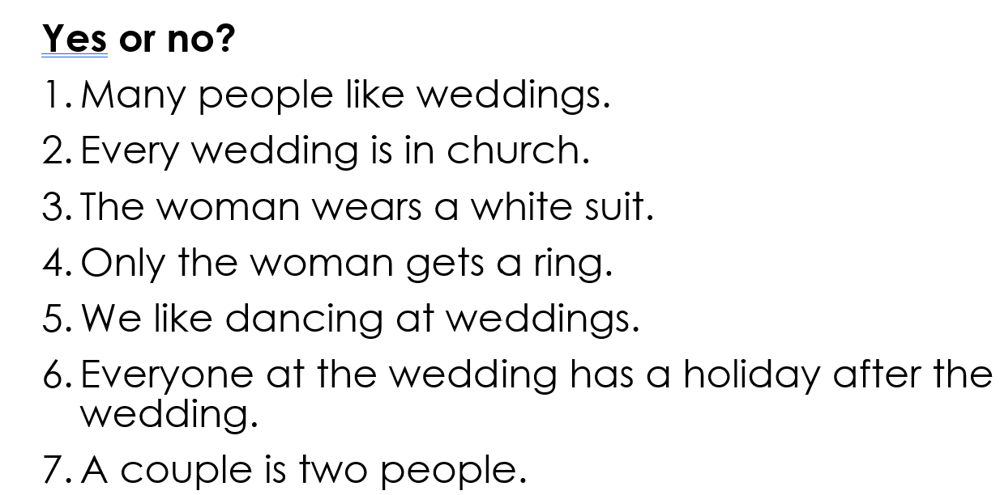 Yes or no?
1. Many people like weddings.
2. Every wedding is in church.
3. The woman wears a white suit.
4. Only the woman gets a ring.
5. We like dancing at weddings.
6. Everyone at the wedding has a holiday after the
wedding.
7. A couple is two people.